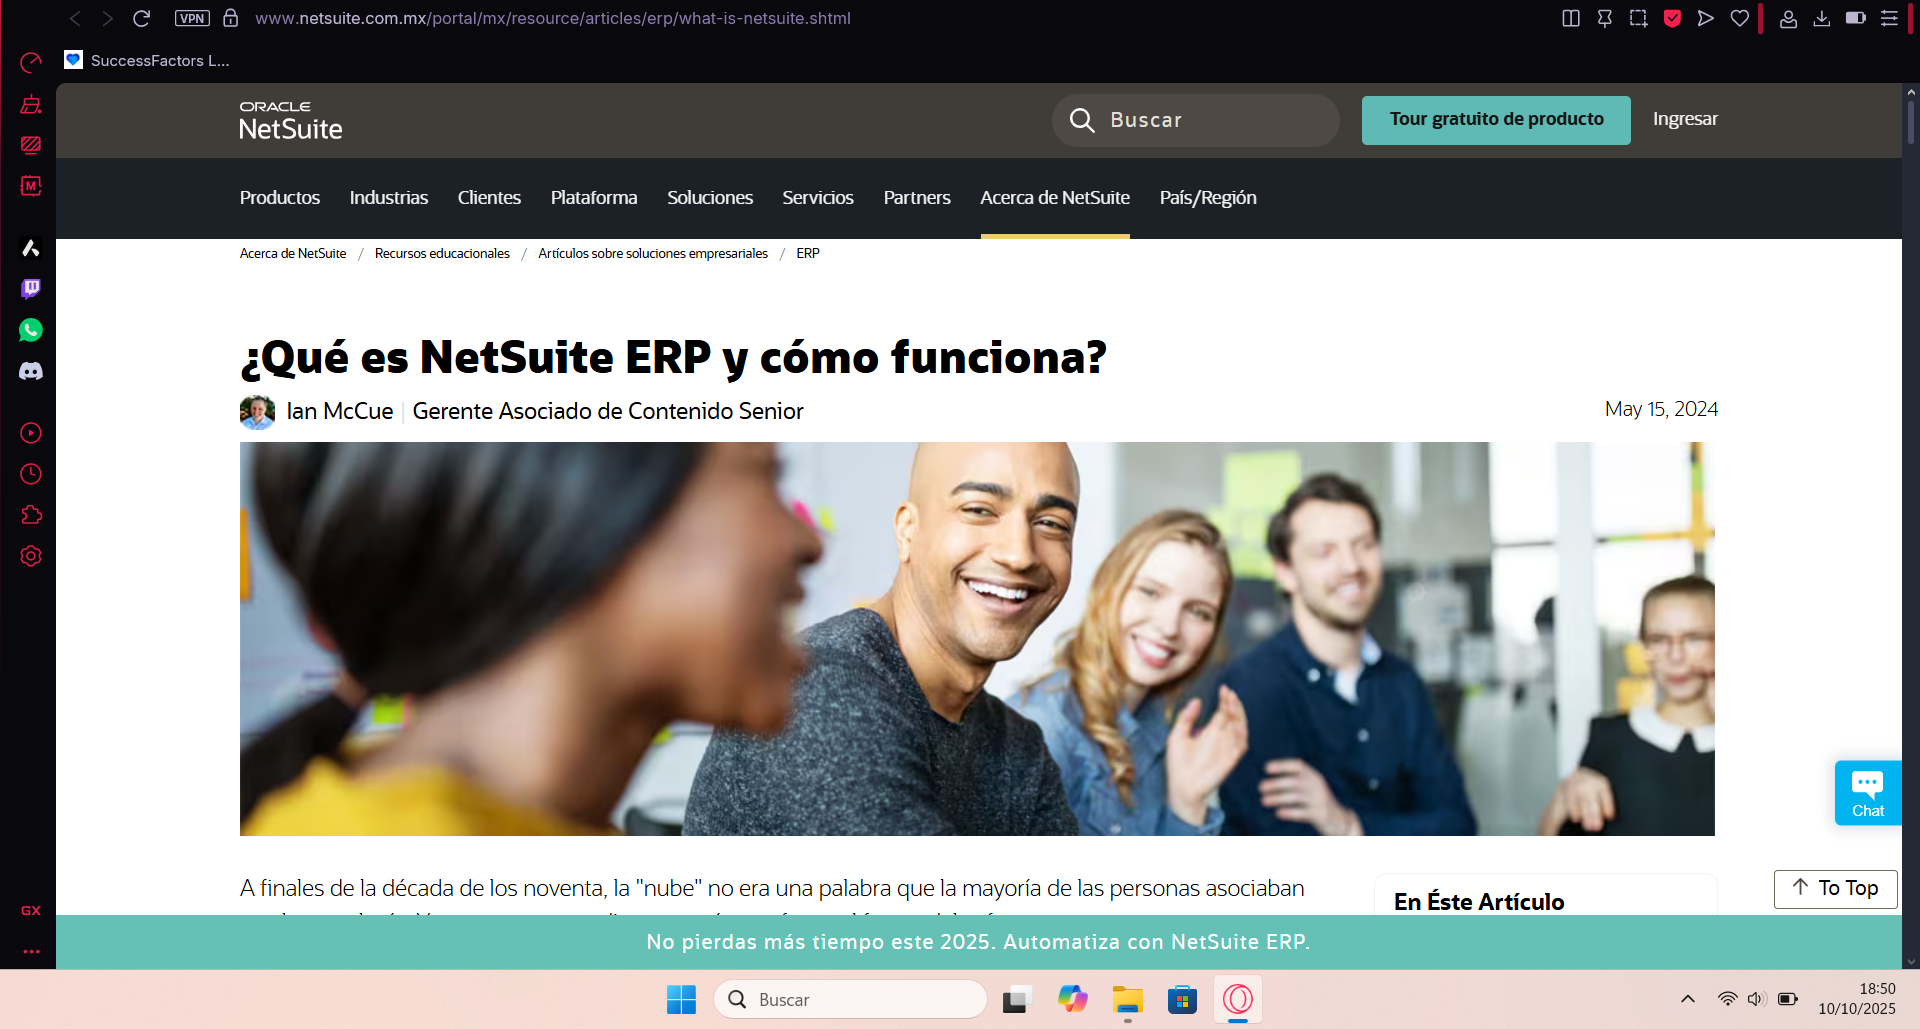 VPN
www.netsuite.com.mx/portal/mx/resource/articles/erp/what-is-netsuite.shtml
SuccessFactors L...
ORACLE
NetSuite
Buscar
Tour gratuito de producto
Ingresar
Productos
Industrias
Clientes
Plataforma
Soluciones
Servicios
Partners
Acerca de NetSuite
País/Región
Acerca de NetSuite / Recursos educacionales / Artículos sobre soluciones empresariales / ERP
¿Qué es NetSuite ERP y cómo funciona?
Ian McCue | Gerente Asociado de Contenido Senior
May 15, 2024
Chat
A finales de la década de los noventa, la "nube" no era una palabra que la mayoría de las personas asociaban
En Éste Artículo
To Top
GX
No pierdas más tiempo este 2025. Automatiza con NetSuite ERP.
Buscar
18:50
10/10/2025